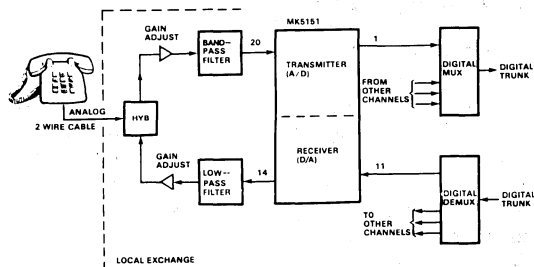 GAIN
ADJUST
BAND-
PASS
FILTER
20
MK5151
TRANSMITTER
(A/D)
1
DIGITAL
MUX
DIGITAL
TRUNK
FROM
OTHER
CHANNELS
ANALOG
2 WIRE CABLE
HYB
GAIN
ADJUST
LOW--
PASS
FILTER
14
RECEIVER
(D/A)
11
DIGITAL
DEMUX
DIGITAL
TRUNK
TO
OTHER
CHANNELS
LOCAL EXCHANGE